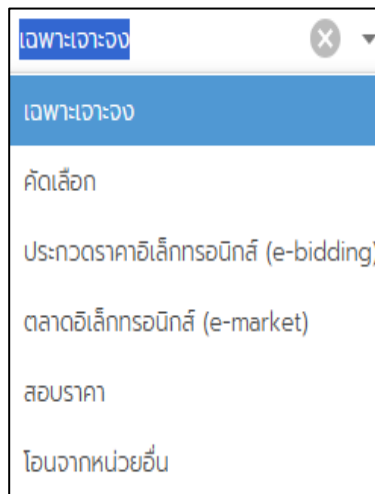 เฉพาะเจาะจง
เฉพาะเจาะจง
คัดเลือก
ประกวดราคาอิเล็กทรอนิกส์ (e-bidding)
ตลาดอิเล็กทรอนิกส์ (e-market)
สอบราคา
โอนจากหน่วยอื่น